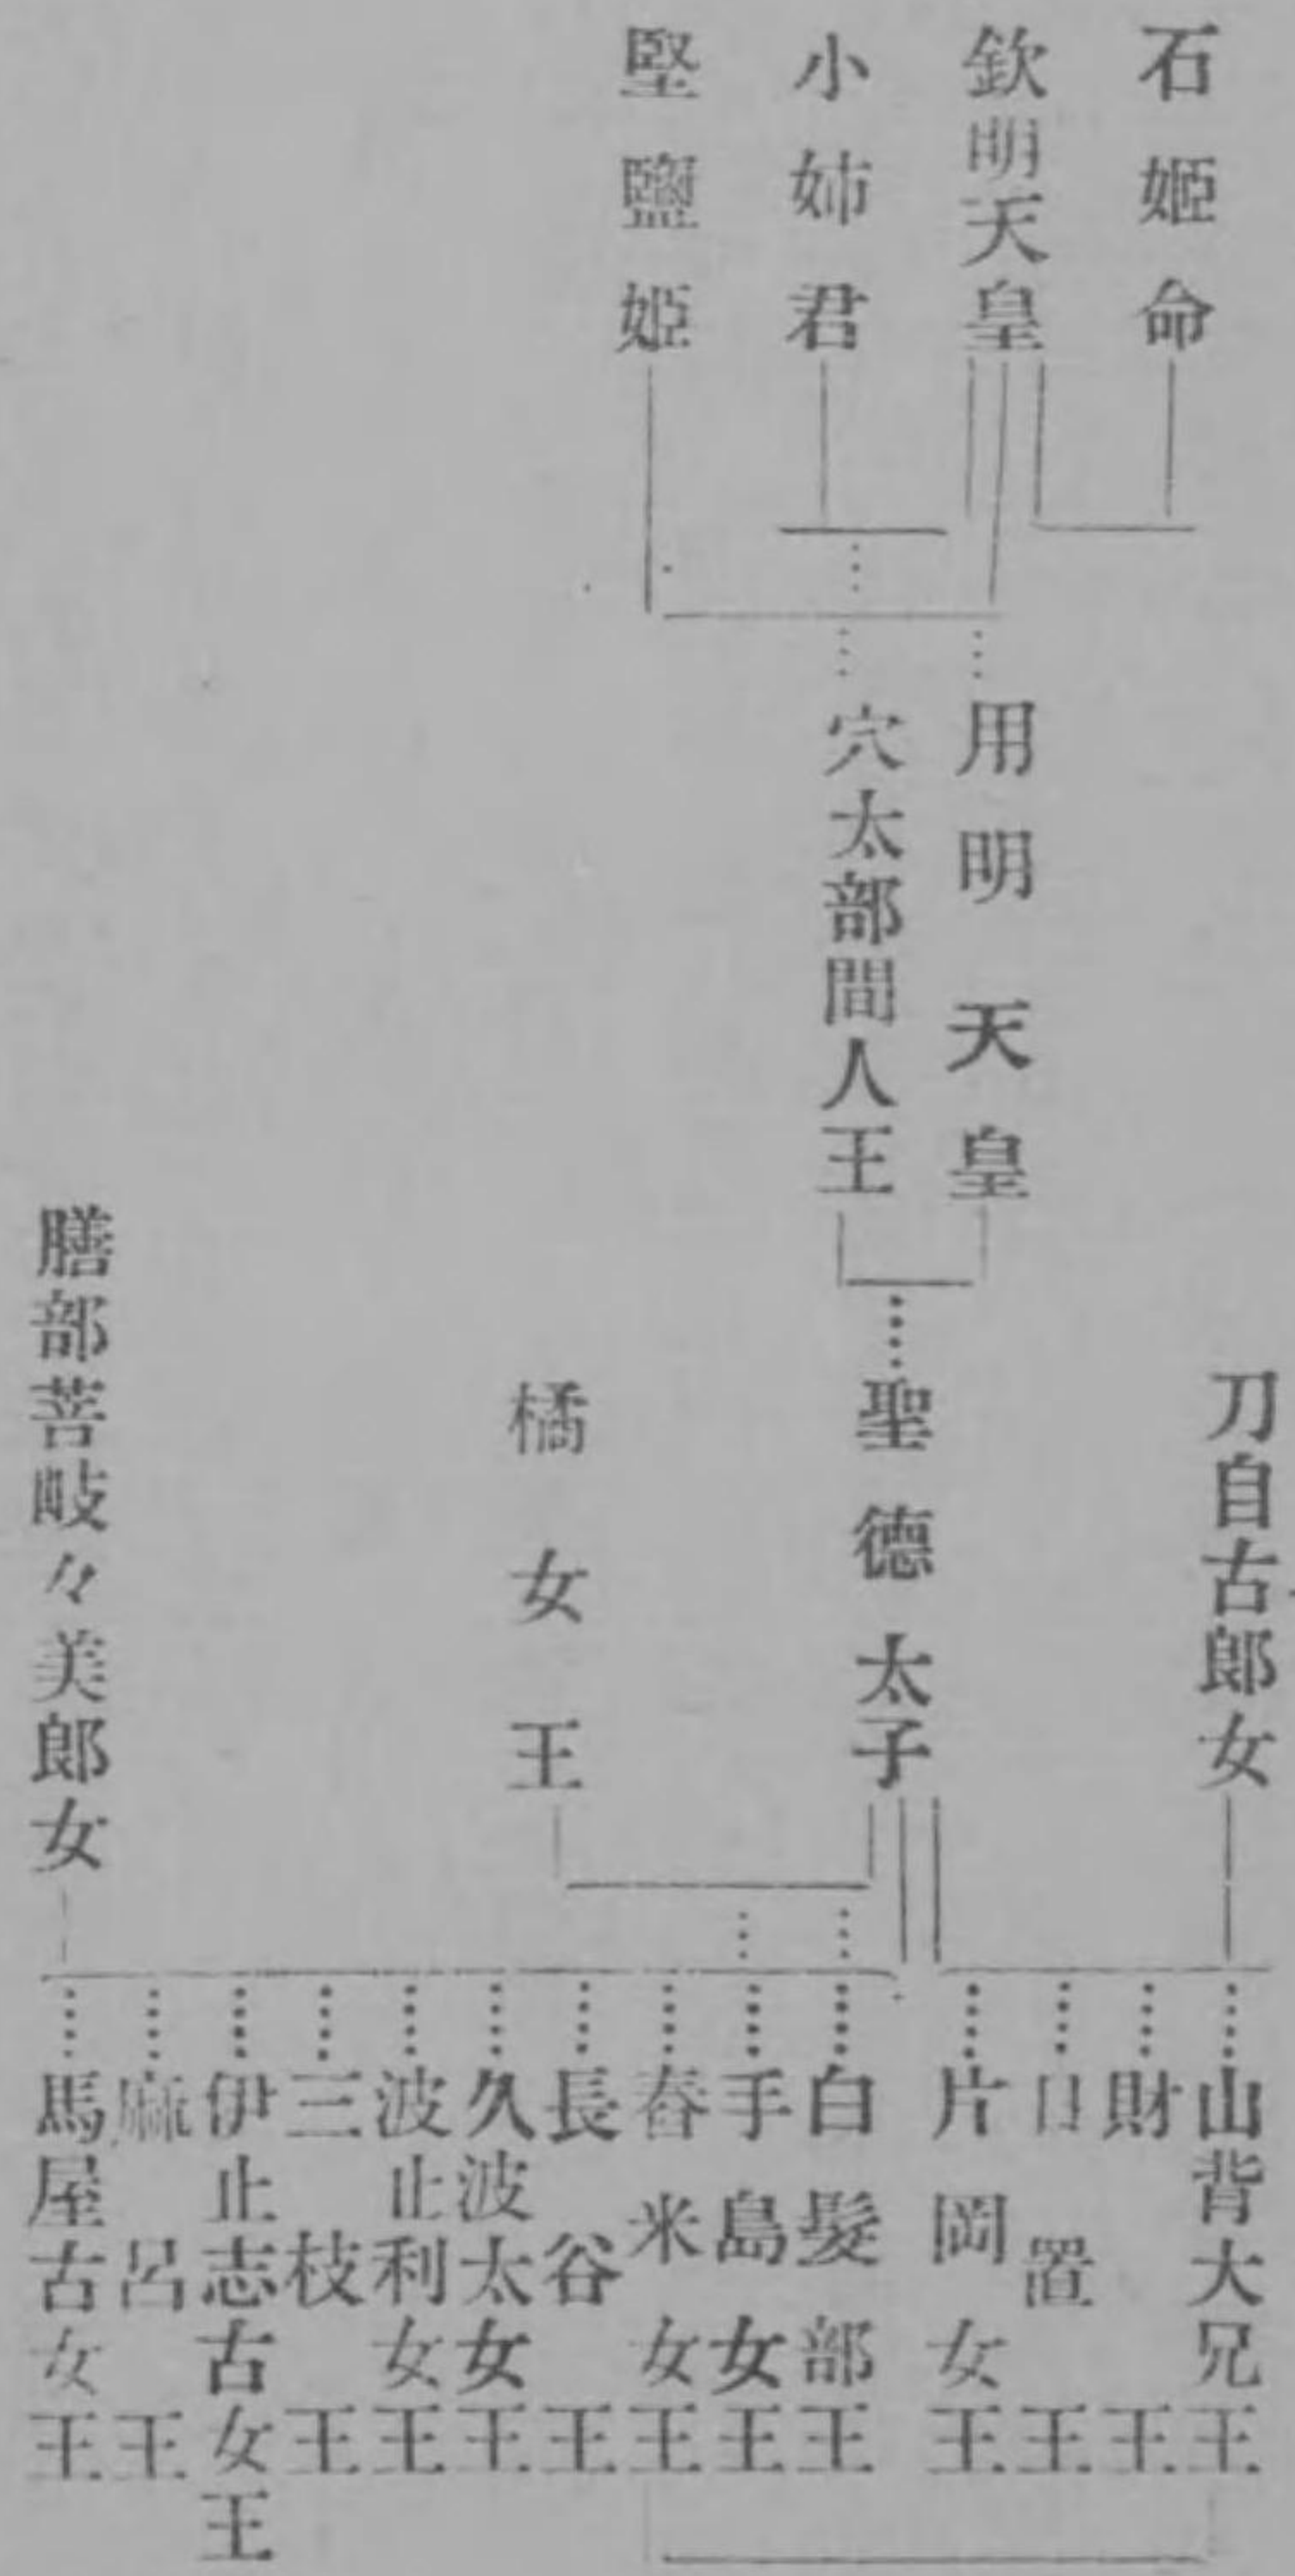 石姬命
欽明天皇
小姉君
堅鹽姬
用明天皇
穴太部間人王
刀自古郎女
聖德太子
橘女王
膳部菩岐々美郎女
山背大兄王
財王
日置王
片岡女王
白髮部王
手島女王
舂米女王
長谷王
久波太女王
波止利女王
三枝王
伊止志古女王
麻呂王
馬屋古女王